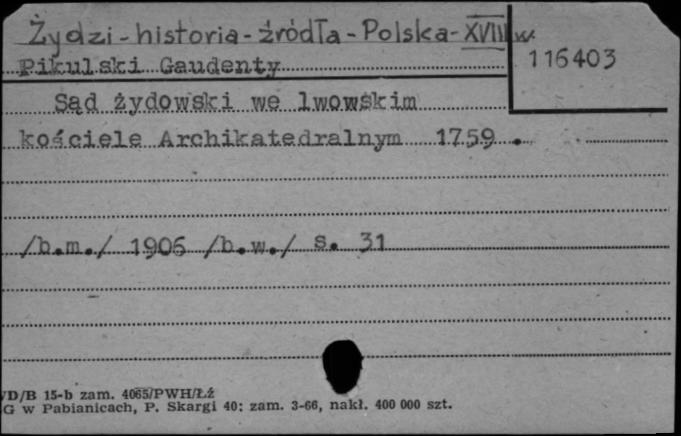 Żydzi - historia - źródła - Polska - XVIII w.
116403
Pikulski Gaudenty
Sąd żydowski we lwowskim
kościele Archikatedralnym 1759 .
/b.m./ 1906 /b.w./ s. 31
/D/B 15-b zam. 4065/PWH/Łź
G w Pabianicach, P. Skargi 40; zam. 3-66, nakł. 400 000 szt.